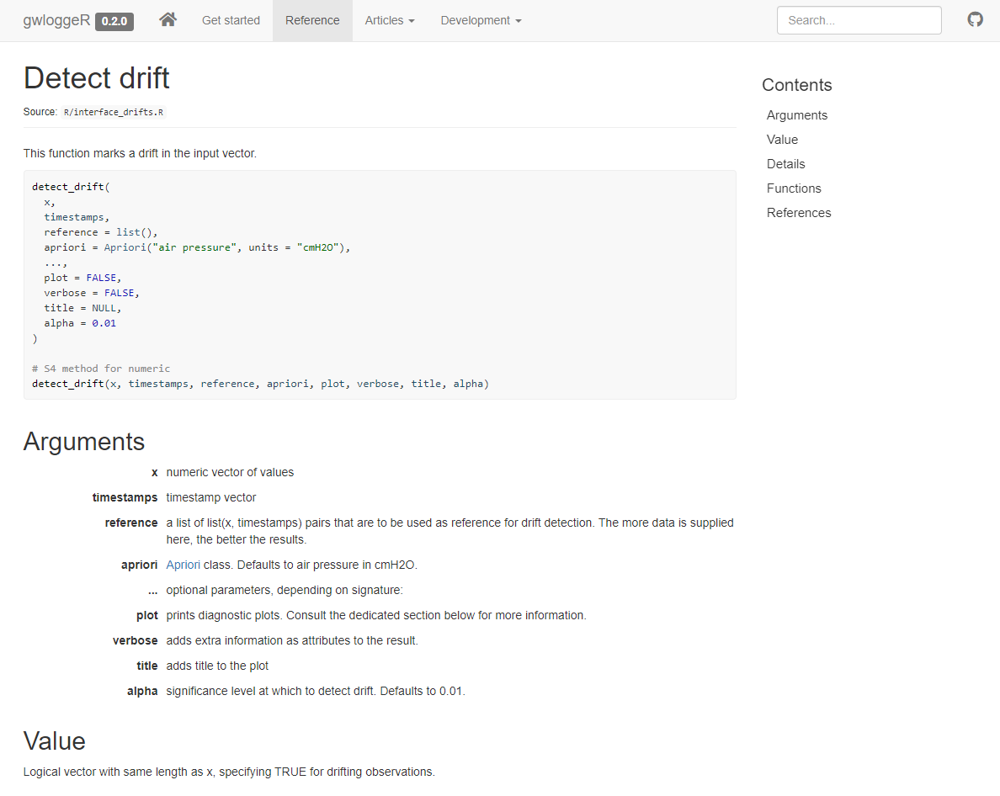 gwloggeR 0.2.0 Get started Reference Articles Development Search...
Detect drift
Source: R/interface_drifts.R
This function marks a drift in the input vector.
detect_drift(
  x,
  timestamps,
  reference = list(),
  apriori = Apriori("air pressure", units = "cmH2O"),
  ...,
  plot = FALSE,
  verbose = FALSE,
  title = NULL,
  alpha = 0.01
)
# S4 method for numeric
detect_drift(x, timestamps, reference, apriori, plot, verbose, title, alpha)
Arguments
x numeric vector of values
timestamps timestamp vector
reference a list of list(x, timestamps) pairs that are to be used as reference for drift detection. The more data is supplied
here, the better the results.
apriori Apriori class. Defaults to air pressure in cmH2O.
... optional parameters, depending on signature:
plot prints diagnostic plots. Consult the dedicated section below for more information.
verbose adds extra information as attributes to the result.
title adds title to the plot
alpha significance level at which to detect drift. Defaults to 0.01.
Value
Logical vector with same length as x, specifying TRUE for drifting observations.
Contents
Arguments
Value
Details
Functions
References